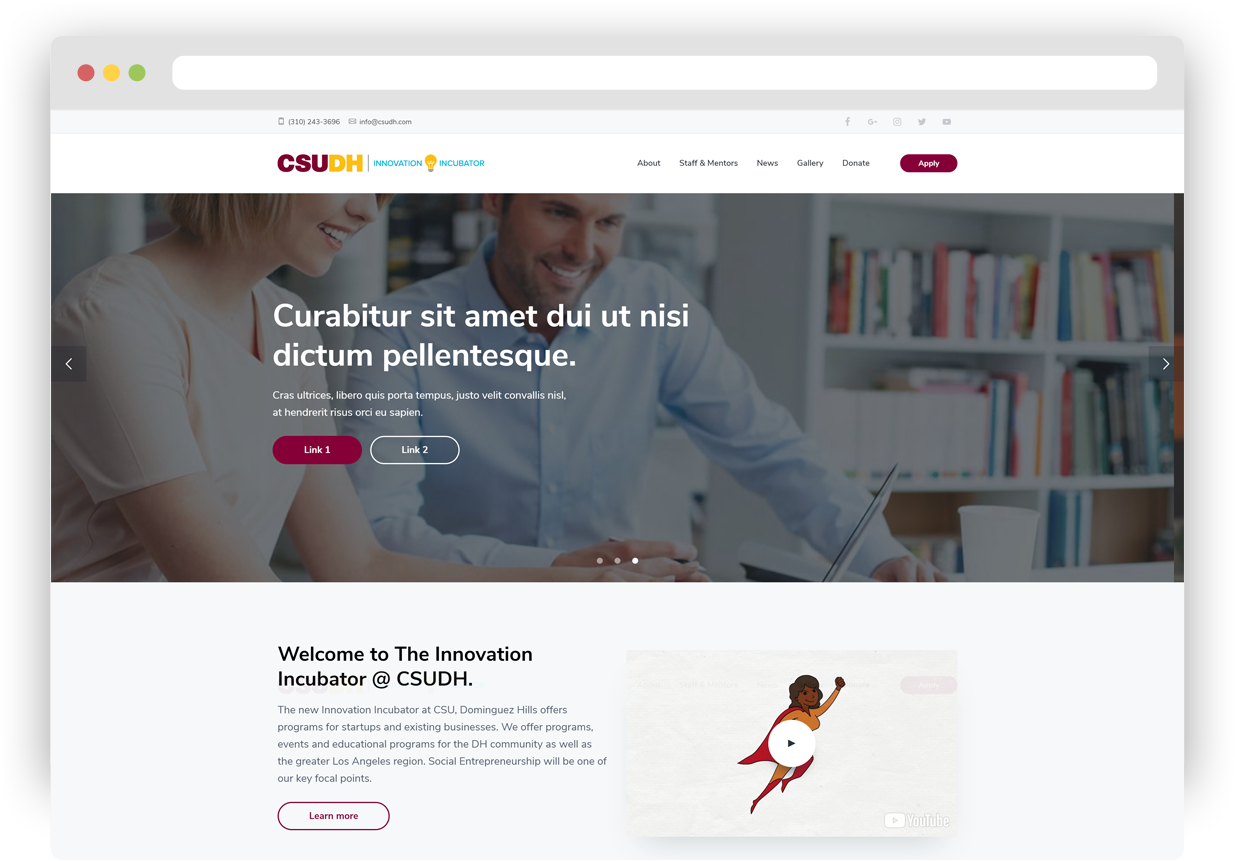 (310) 243-3696 info@csudh.com
CSUDH INNOVATION INCUBATOR
About Staff & Mentors News Gallery Donate Apply
Curabitur sit amet dui ut nisi
dictum pellentesque.
Cras ultrices, libero quis porta tempus, justo velit convallis nisl,
at hendrerit risus orci eu sapien.
Link 1 Link 2
Welcome to The Innovation
Incubator @ CSUDH.
The new Innovation Incubator at CSU, Dominguez Hills offers
programs for startups and existing businesses. We offer programs,
events and educational programs for the DH community as well as
the greater Los Angeles region. Social Entrepreneurship will be one of
our key focal points.
Learn more
YouTube